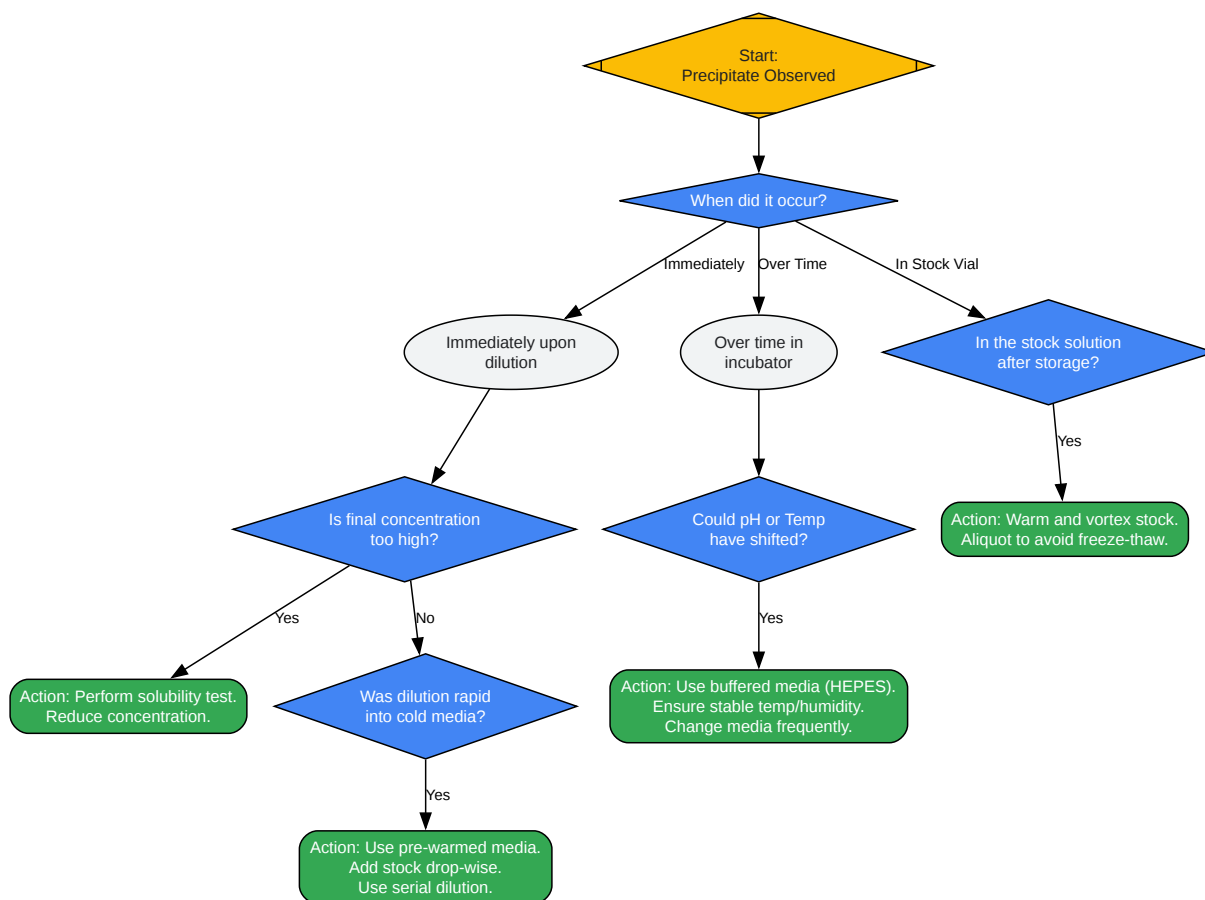 Start:
Precipitate Observed
When did it occur?
Immediately
Over Time
In Stock Vial
Immediately upon
dilution
Over time in
incubator
In the stock solution
after storage?
Yes
Is final concentration
too high?
Could pH or Temp
have shifted?
Action: Warm and vortex stock.
Aliquot to avoid freeze-thaw.
Yes
No
Yes
Action: Perform solubility test.
Reduce concentration.
Was dilution rapid
into cold media?
Action: Use buffered media (HEPES).
Ensure stable temp/humidity.
Change media frequently.
Yes
Action: Use pre-warmed media.
Add stock drop-wise.
Use serial dilution.